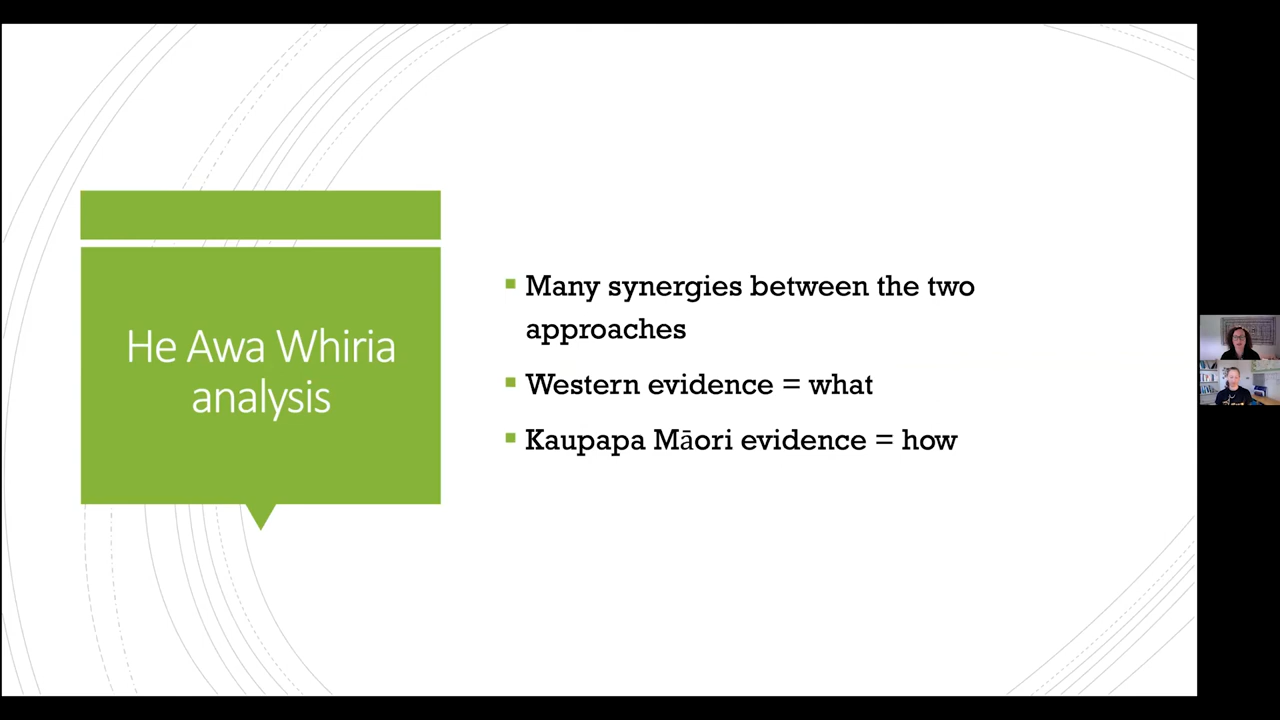 He Awa Whiria
analysis
Many synergies between the two
approaches
Western evidence = what
Kaupapa Māori evidence = how